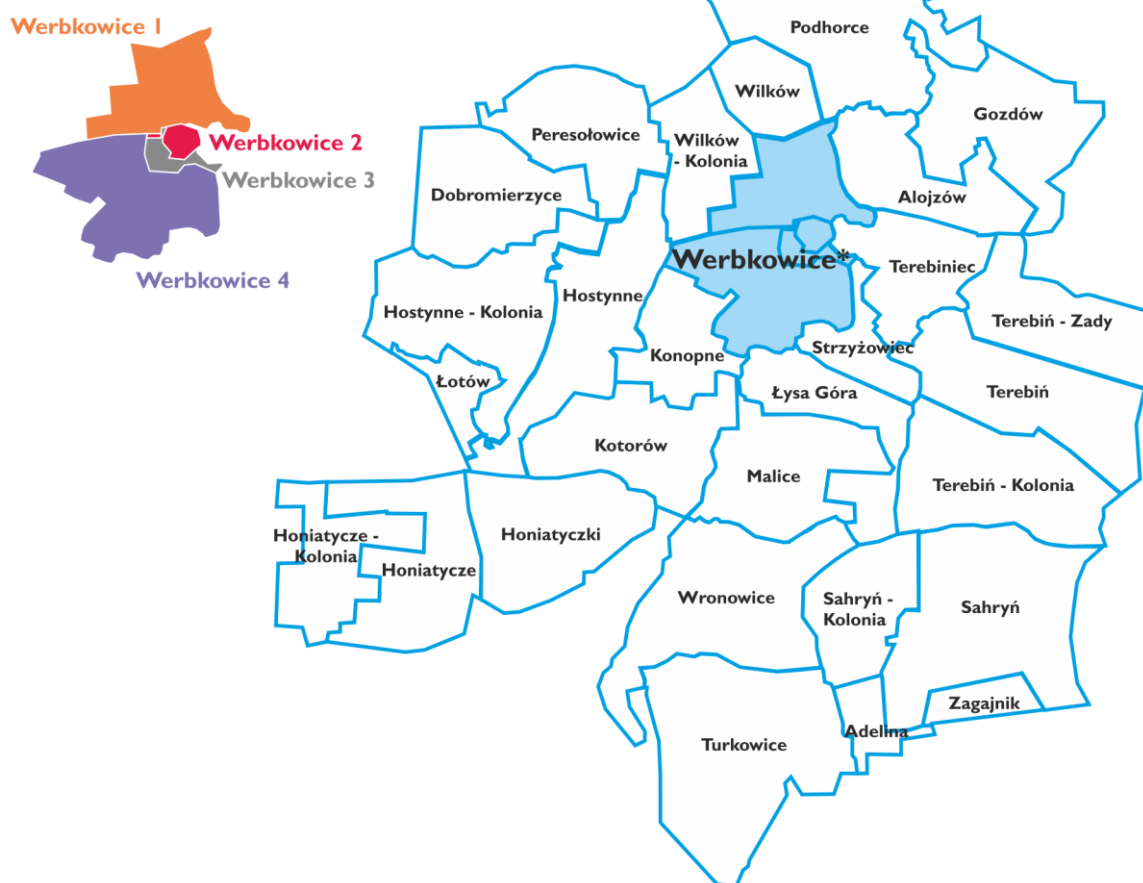 Werbkowice 1
Werbkowice 2
Werbkowice 3
Werbkowice 4
Podhorce
Wilków
Gozdów
Peresołowice
Wilków
- Kolonia
Dobromierzyce
Alojzów
Werbkowice*
Terebiniec
Hostynne
Hostynne - Kolonia
Terebiń - Zady
Konopne
Strzyżowiec
Łotów
Łysa Góra
Terebiń
Kotorów
Malice
Terebiń - Kolonia
Honiatycze -
Kolonia
Honiatyczki
Honiatycze
Wronowice
Sahryń -
Kolonia
Sahryń
Zagajnik
Adelina
Turkowice